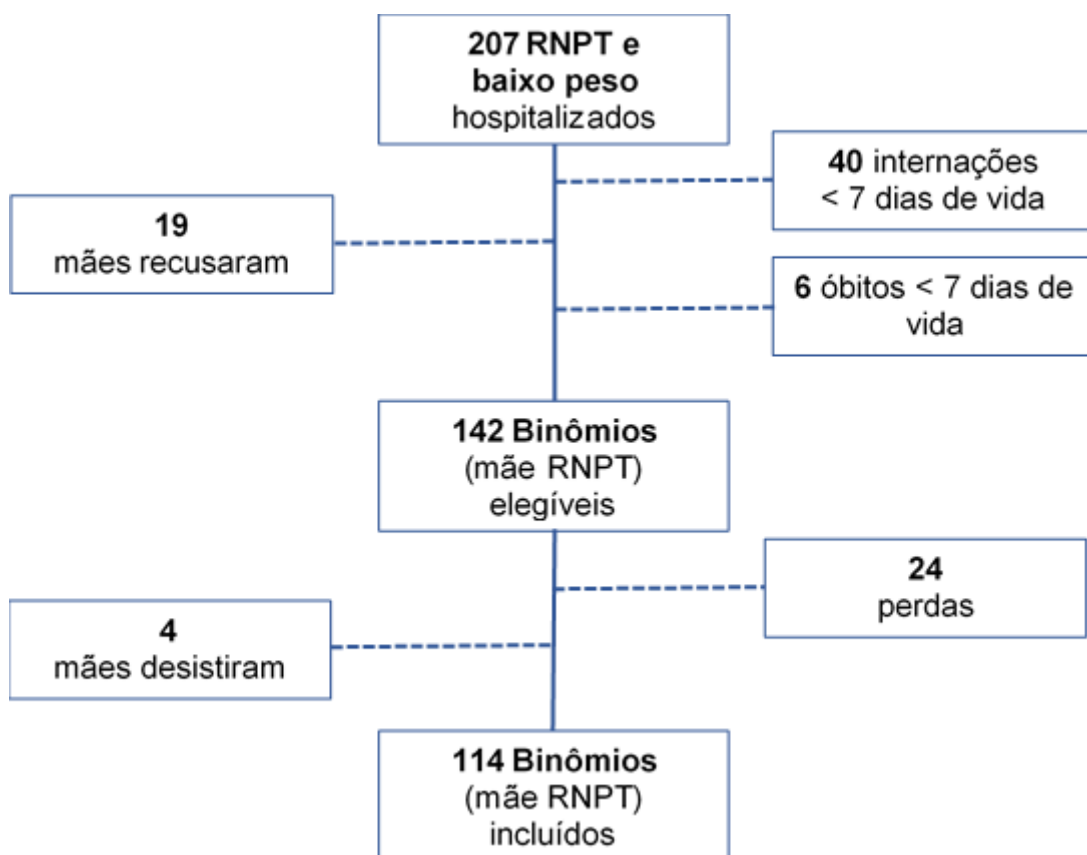 207 RNPT e
baixo peso
hospitalizados
40 internações
< 7 dias de vida
19
mães recusaram
6 óbitos < 7 dias de
vida
142 Binômios
(mãe RNPT)
elegíveis
24
perdas
4
mães desistiram
114 Binômios
(mãe RNPT)
incluídos